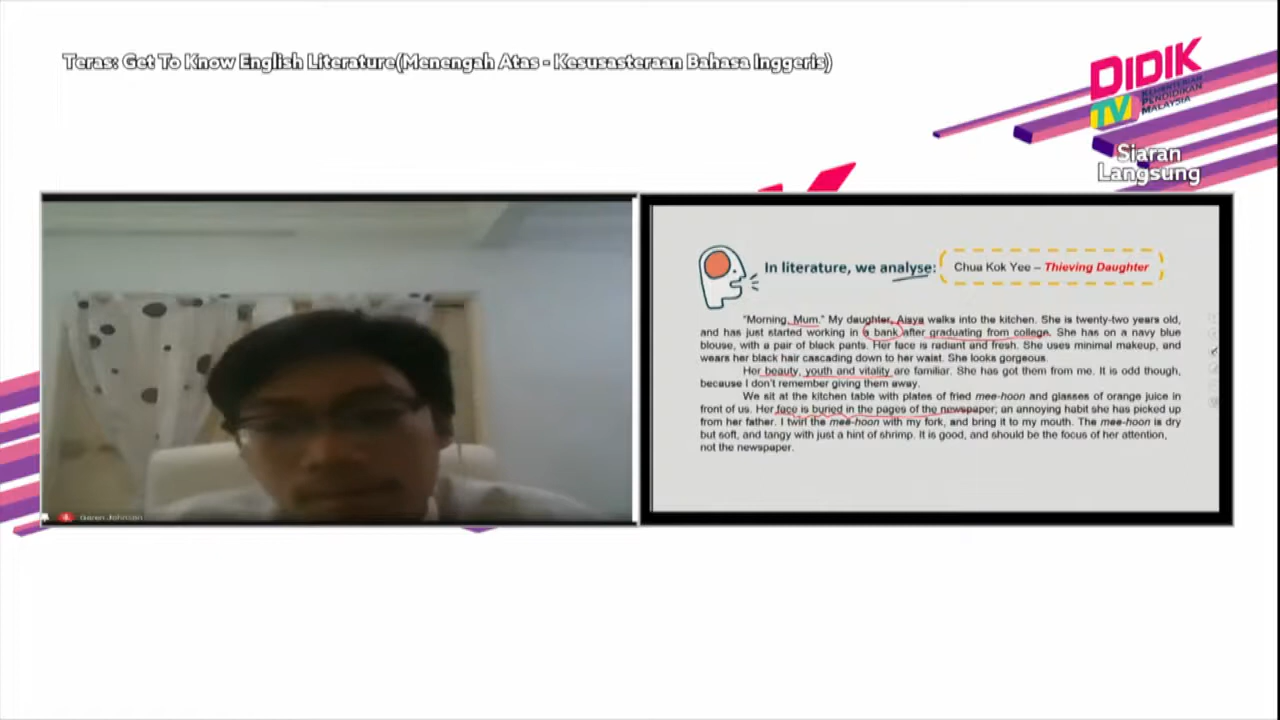 Teras: Get To Know English Literature(Menengah Atas - Kesusasteraan Bahasa Inggeris)
DIDIK
TV
KEMENTERIAN
PENDIDIKAN
MALAYSIA
Siaran
Langsung
In literature, we analyse:
Chua Kok Yee – Thieving Daughter
"Morning, Mum." My daughter, Aisya walks into the kitchen. She is twenty-two years old,
and has just started working in a bank after graduating from college. She has on a navy blue
blouse, with a pair of black pants. Her face is radiant and fresh. She uses minimal makeup, and
wears her black hair cascading down to her waist. She looks gorgeous.
Her beauty, youth and vitality are familiar. She has got them from me. It is odd though,
because I don't remember giving them away.
We sit at the kitchen table with plates of fried mee-hoon and glasses of orange juice in
front of us. Her face is buried in the pages of the newspaper; an annoying habit she has picked up
from her father. I twirl the mee-hoon with my fork, and bring it to my mouth. The mee-hoon is dry
but soft, and tangy with just a hint of shrimp. It is good, and should be the focus of her attention,
not the newspaper.
Garen Johnson